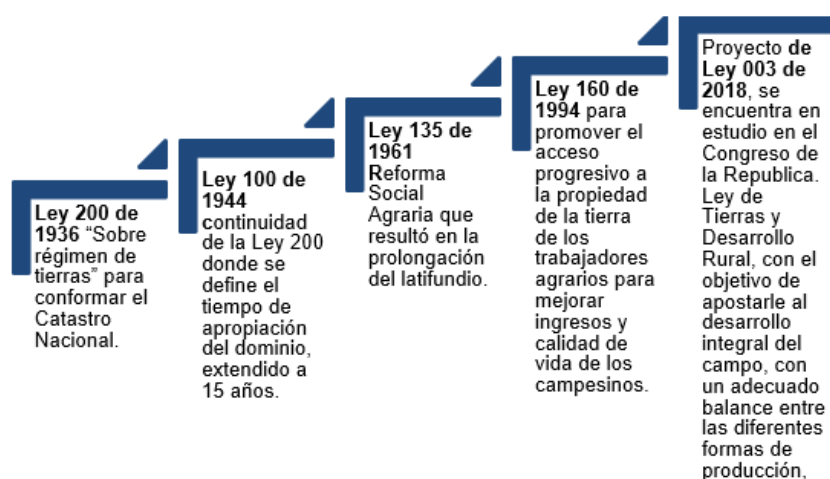 Ley 200 de
1936 “Sobre
régimen de
tierras” para
conformar el
Catastro
Nacional.
Ley 100 de
1944
continuidad
de la Ley 200
donde se
define el
tiempo de
apropiación
del dominio,
extendido a
15 años.
Ley 135 de
1961
Reforma
Social
Agraria que
resultó en la
prolongación
del latifundio.
Ley 160 de
1994 para
promover el
acceso
progresivo a
la propiedad
de la tierra
de los
trabajadores
agrarios para
mejorar
ingresos y
calidad de
vida de los
campesinos.
Proyecto de
Ley 003 de
2018, se
encuentra en
estudio en el
Congreso de
la Republica.
Ley de
Tierras y
Desarrollo
Rural, con el
objetivo de
apostarle al
desarrollo
integral del
campo, con
un adecuado
balance entre
las diferentes
formas de
producción,